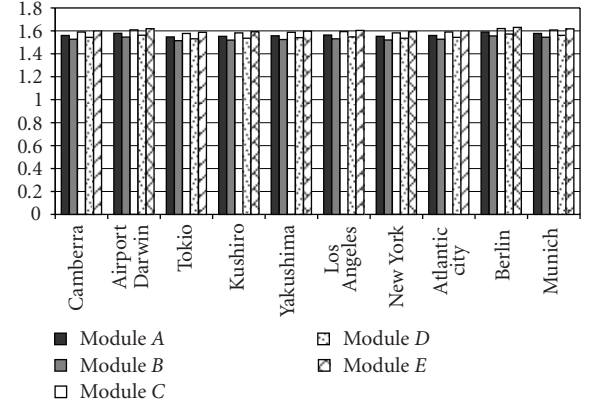 1.8
1.6
1.4
1.2
1
0.8
0.6
0.4
0.2
0
Camberra
Airport
Darwin
Tokio
Kushiro
Yakushima
Los
Angeles
New York
Atlantic
city
Berlin
Munich
Module A
Module B
Module C
Module D
Module E